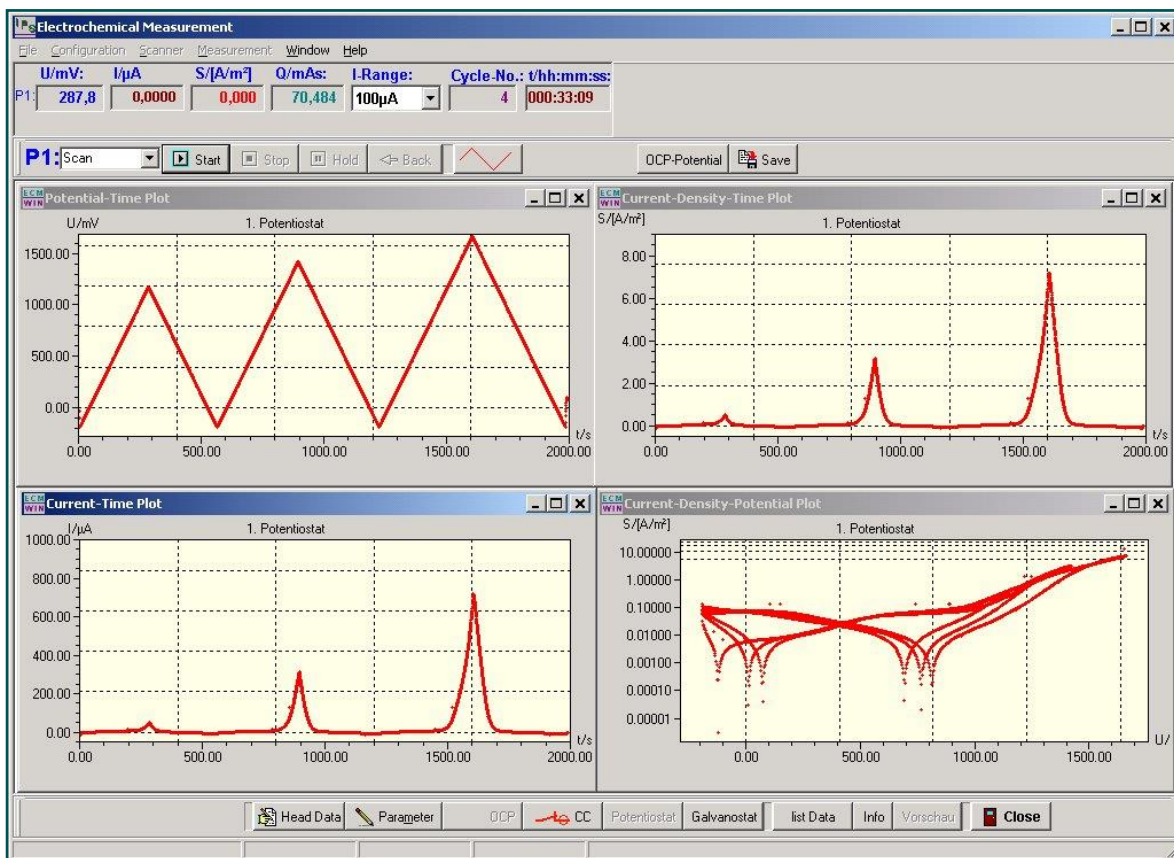 Electrochemical Measurement
File Configuration Scanner Measurement Window Help
U/mV: I/µA S/[A/m²] Q/mAs: I-Range: Cycle-No.: t/hh:mm:ss:
P1: 287,8 0,0000 0,000 70,484 100µA 4 000:33:09
P1: Scan Start Stop Hold <= Back OCP-Potential Save
ECM WIN Potential-Time Plot
U/mV 1. Potentiostat
1500.00
1000.00
500.00
0.00
t/s
0.00 500.00 1000.00 1500.00 2000.00
ECM WIN Current-Density-Time Plot
S/[A/m²] 1. Potentiostat
8.00
6.00
4.00
2.00
0.00
t/s
0.00 500.00 1000.00 1500.00 2000.00
ECM WIN Current-Time Plot
I/µA 1. Potentiostat
1000.00
800.00
600.00
400.00
200.00
0.00
t/s
0.00 500.00 1000.00 1500.00 2000.00
ECM WIN Current-Density-Potential Plot
S/[A/m²] 1. Potentiostat
10.00000
1.00000
0.10000
0.01000
0.00100
0.00010
0.00001
U/
0.00 500.00 1000.00 1500.00
Head Data Parameter OCP CC Potentiostat Galvanostat list Data Info Vorschau Close